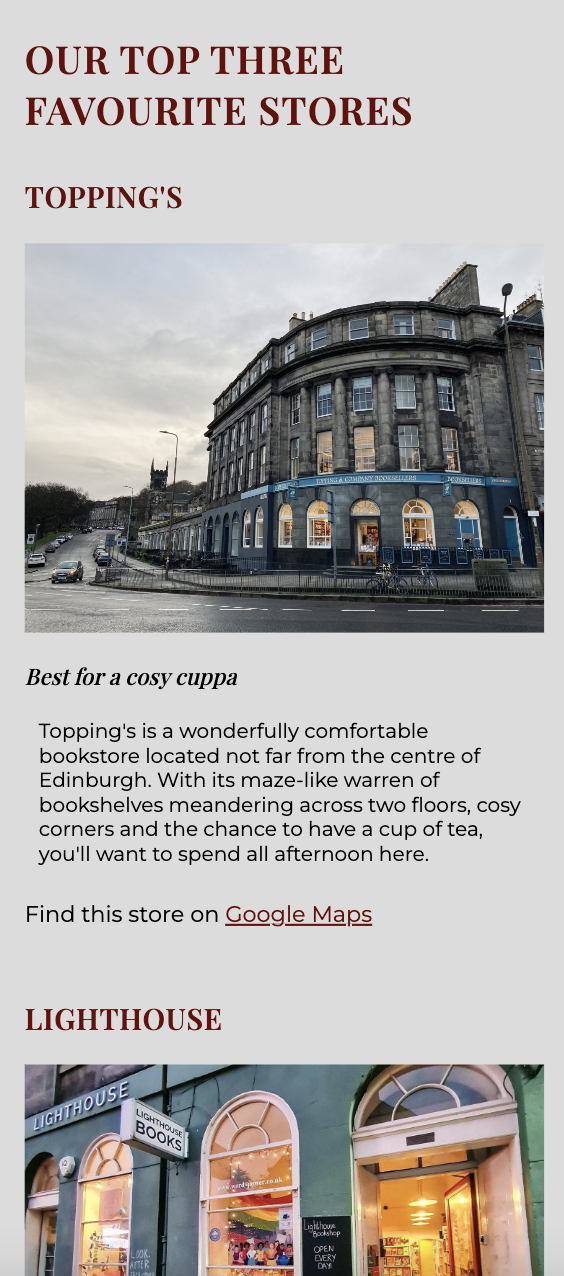 OUR TOP THREE
FAVOURITE STORES
TOPPING'S
TOPPING & COMPANY BOOKSELLERS
BOOKSELLERS
Best for a cosy cuppa
Topping's is a wonderfully comfortable
bookstore located not far from the centre of
Edinburgh. With its maze-like warren of
bookshelves meandering across two floors, cosy
corners and the chance to have a cup of tea,
you'll want to spend all afternoon here.
Find this store on Google Maps
LIGHTHOUSE
LIGHTHOUSE
LIGHTHOUSE
BOOKS
Lighthouse
Bookshop
OPEN
EVERY
DAY!
LOOK,
AFTER